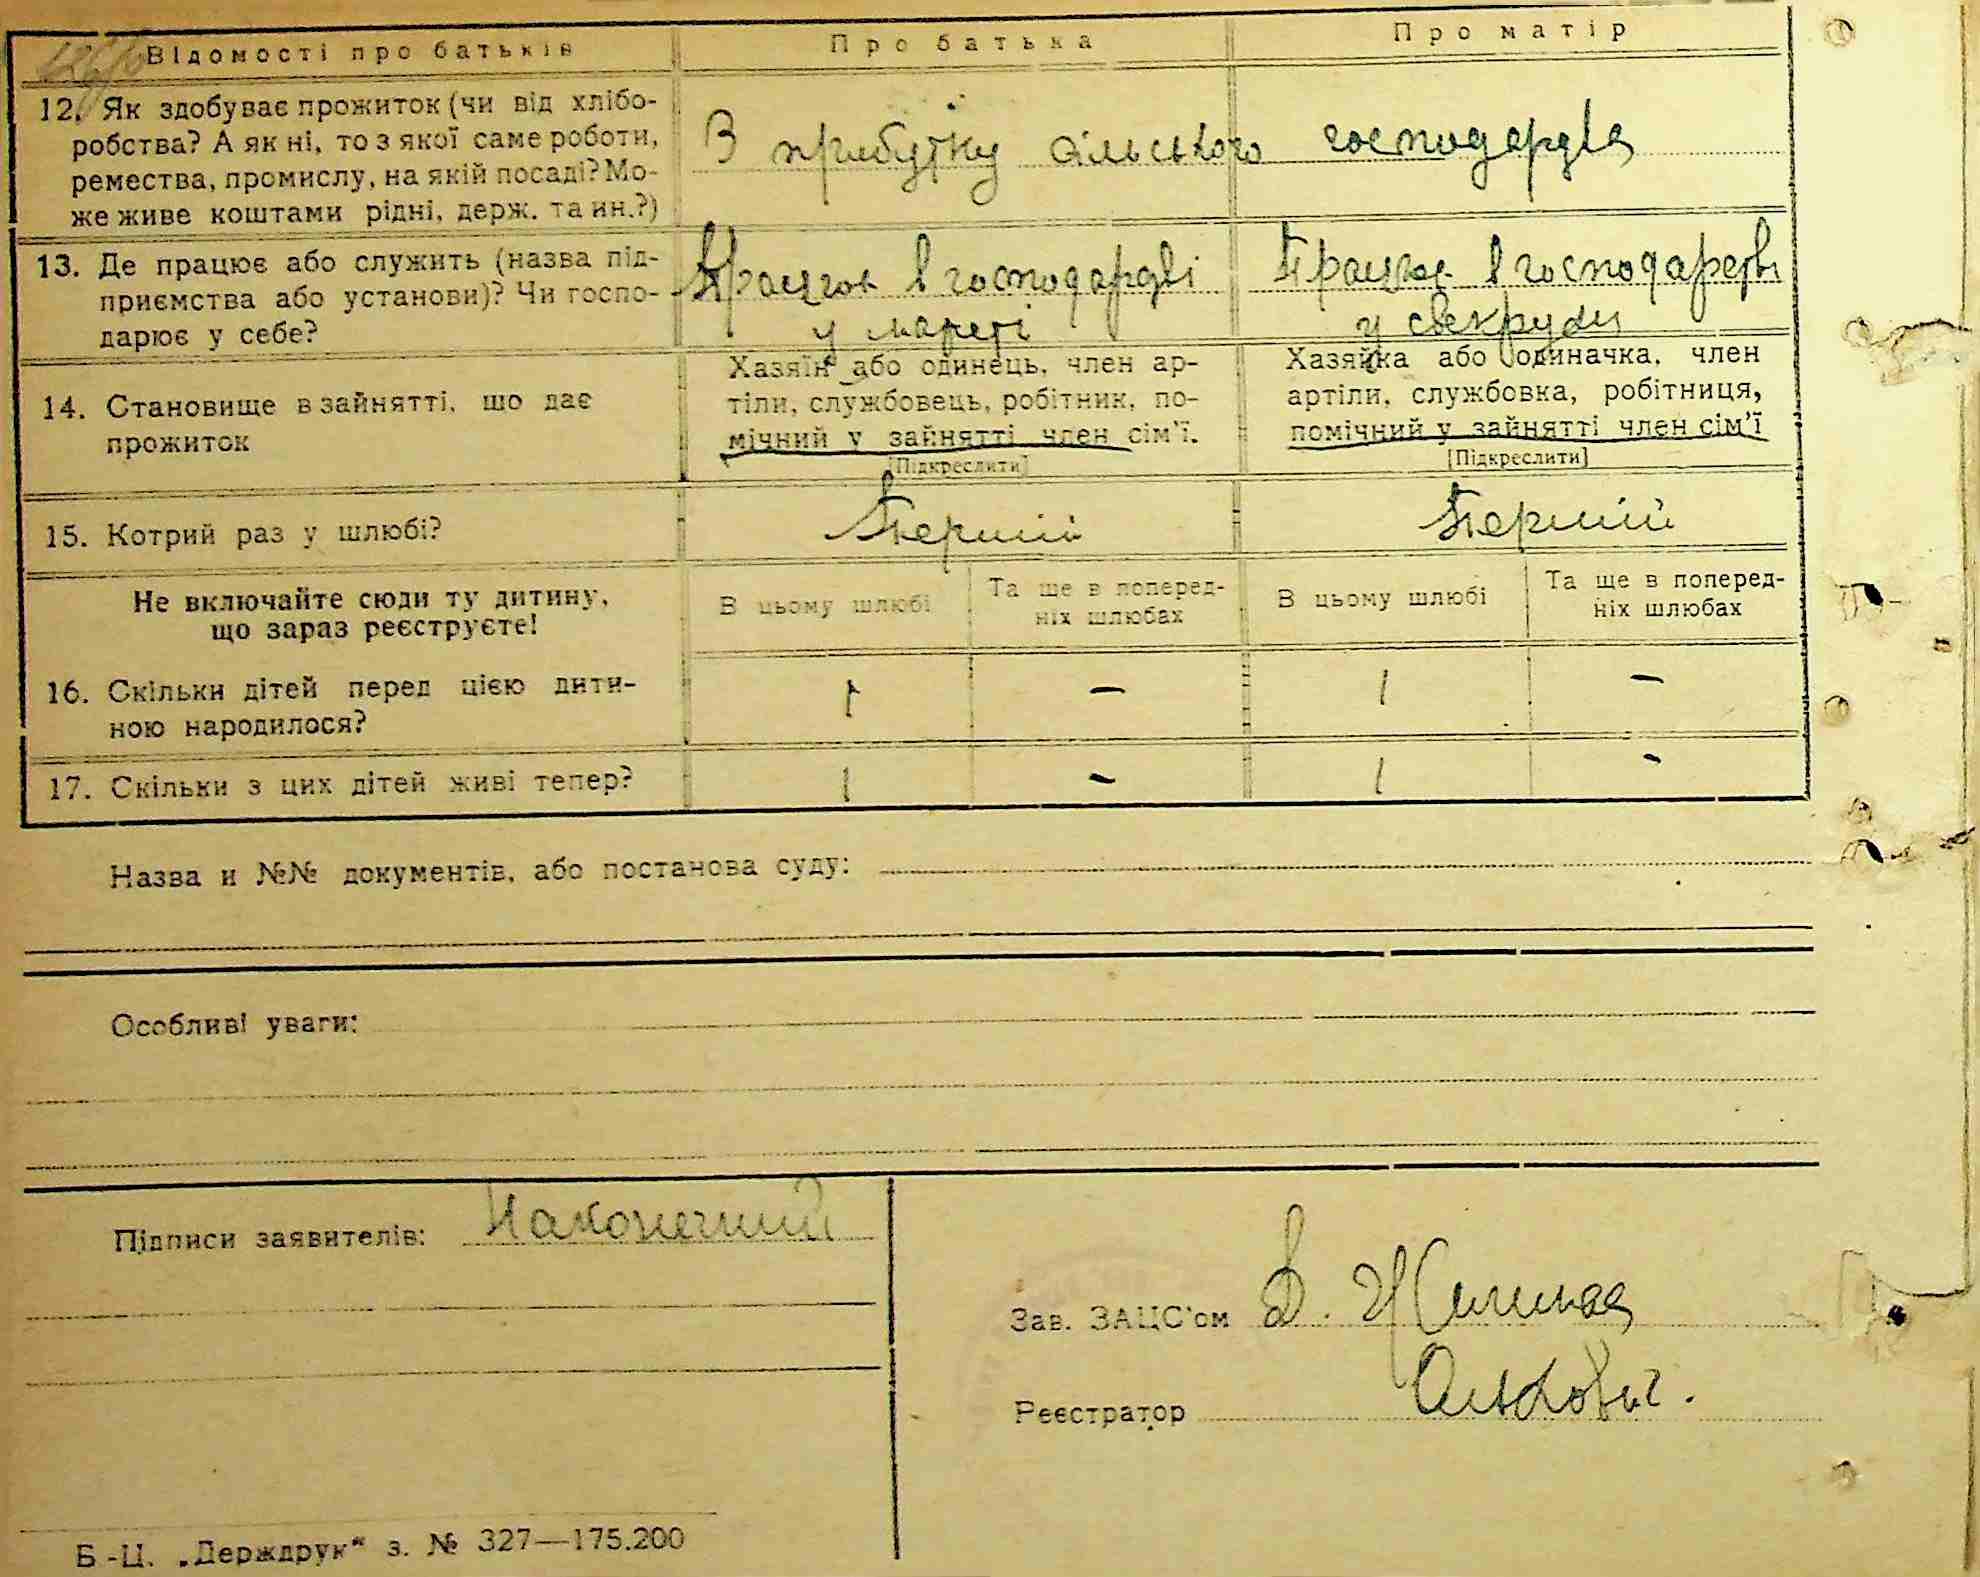 Відомості про батьків Про батька Про матір
12. Як здобуває прожиток (чи від хлібо-
робства? А як ні, то з якої саме роботи,
ремества, промислу, на якій посаді? Мо-
же живе коштами рідні, держ. та ин.?)
З прибутку сільського господарства
13. Де працює або служить (назва під-
приємства або установи)? Чи госпо-
дарює у себе?
Працює в господарстві
у матері
Працює в господарстві
у свекрухи
14. Становище в зайнятті, що дає
прожиток
Хазяїн або одинець, член ар-
тіли, службовець, робітник, по-
мічний у зайнятті член сім'ї.
[Підкреслити]
Хазяйка або одиначка, член
артіли, службовка, робітниця,
помічний у зайнятті член сім'ї
[Підкреслити]
15. Котрий раз у шлюбі? Перший Перший
Не включайте сюди ту дитину,
що зараз реєструєте!
В цьому шлюбі
Та ще в поперед-
ніх шлюбах
В цьому шлюбі
Та ще в поперед-
ніх шлюбах
16. Скільки дітей перед цією дити-
ною народилося?
1 – 1 –
17. Скільки з цих дітей живі тепер? 1 – 1 –
Назва и №№ документів, або постанова суду:
Особливі уваги:
Підписи заявителів: Наконечний
Зав. ЗАЦС'ом
Реєстратор
Б.-Ц. „Держдрук" з. № 327—175.200